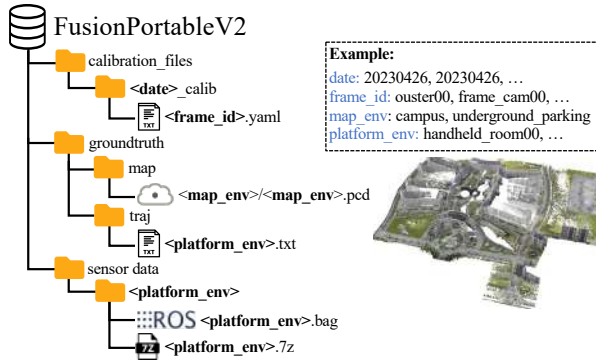 FusionPortableV2
calibration_files
<date>_calib
TXT <frame_id>.yaml
groundtruth
map
<map_env>/<map_env>.pcd
traj
TXT <platform_env>.txt
sensor data
<platform_env>
:::ROS <platform_env>.bag
7Z <platform_env>.7z
Example:
date: 20230426, 20230426, …
frame_id: ouster00, frame_cam00, …
map_env: campus, underground_parking
platform_env: handheld_room00, …